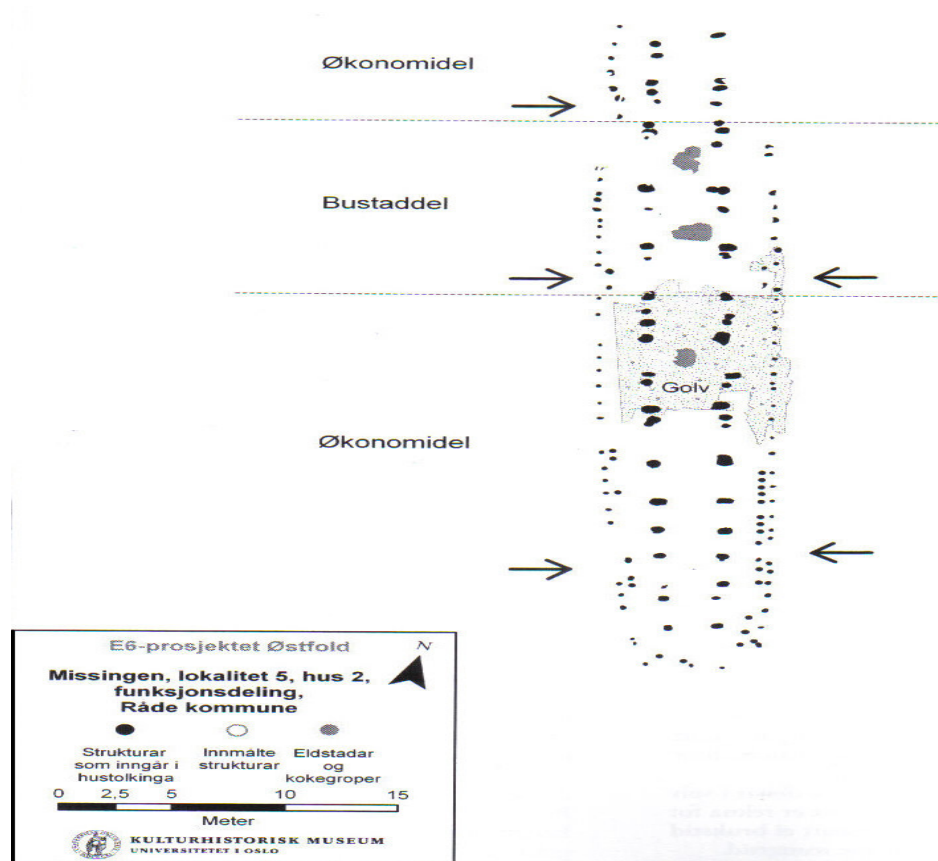 Økonomidel
Bustaddel
Golv
Økonomidel
E6-prosjektet Østfold
N
Missingen, lokalitet 5, hus 2,
funksjonsdeling,
Råde kommune
Strukturar
som inngår i
hustolkinga
Innmålte
strukturar
Eldstadar
og
kokegroper
0 2,5 5 10 15
Meter
KULTURHISTORISK MUSEUM
UNIVERSITETET I OSLO